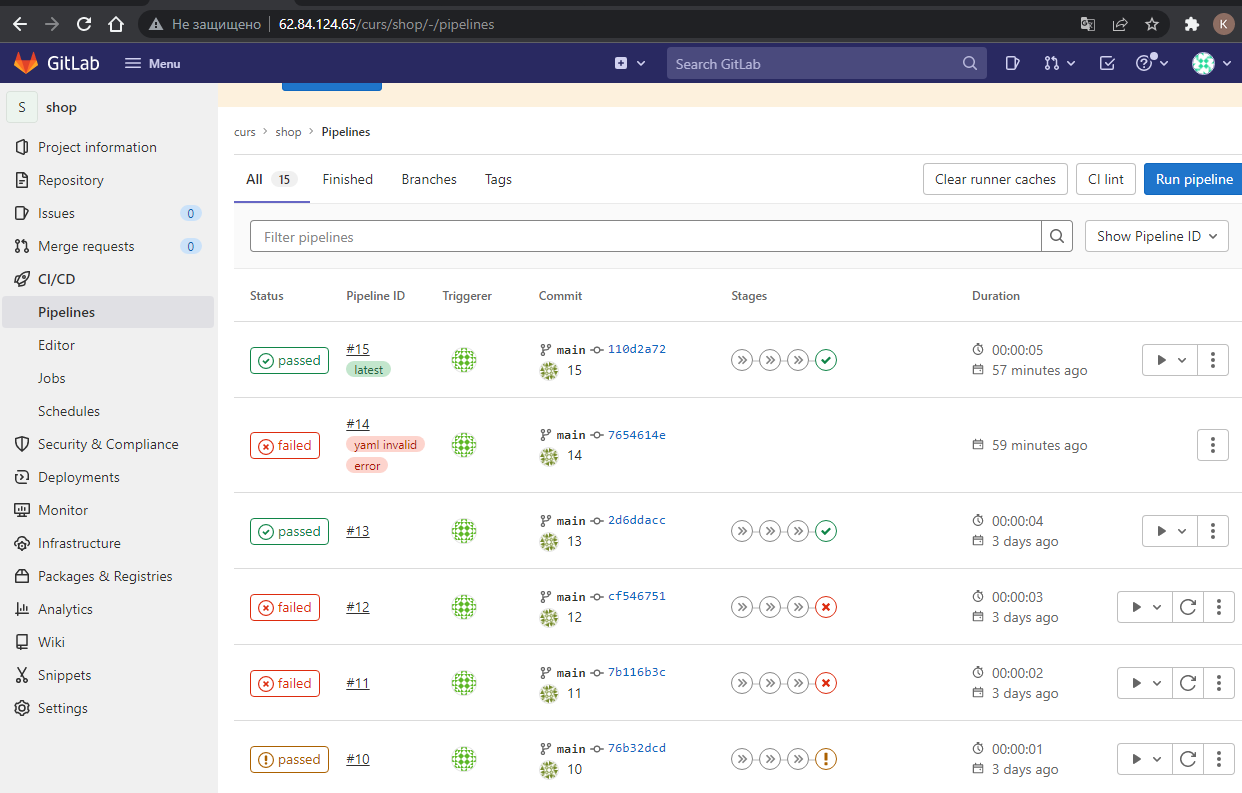 Не защищено 62.84.124.65/curs/shop/-/pipelines K
GitLab Menu Search GitLab
S shop
Project information
Repository
Issues 0
Merge requests 0
CI/CD
Pipelines
Editor
Jobs
Schedules
Security & Compliance
Deployments
Monitor
Infrastructure
Packages & Registries
Analytics
Wiki
Snippets
Settings
curs › shop › Pipelines
All 15 Finished Branches Tags Clear runner caches CI lint Run pipeline
Filter pipelines Show Pipeline ID
Status Pipeline ID Triggerer Commit Stages Duration
passed #15 main 110d2a72 00:00:05
latest 15 57 minutes ago
#14
failed yaml invalid main 7654614e 59 minutes ago
error 14
passed #13 main 2d6ddacc 00:00:04
13 3 days ago
failed #12 main cf546751 00:00:03
12 3 days ago
failed #11 main 7b116b3c 00:00:02
11 3 days ago
passed #10 main 76b32dcd 00:00:01
10 3 days ago